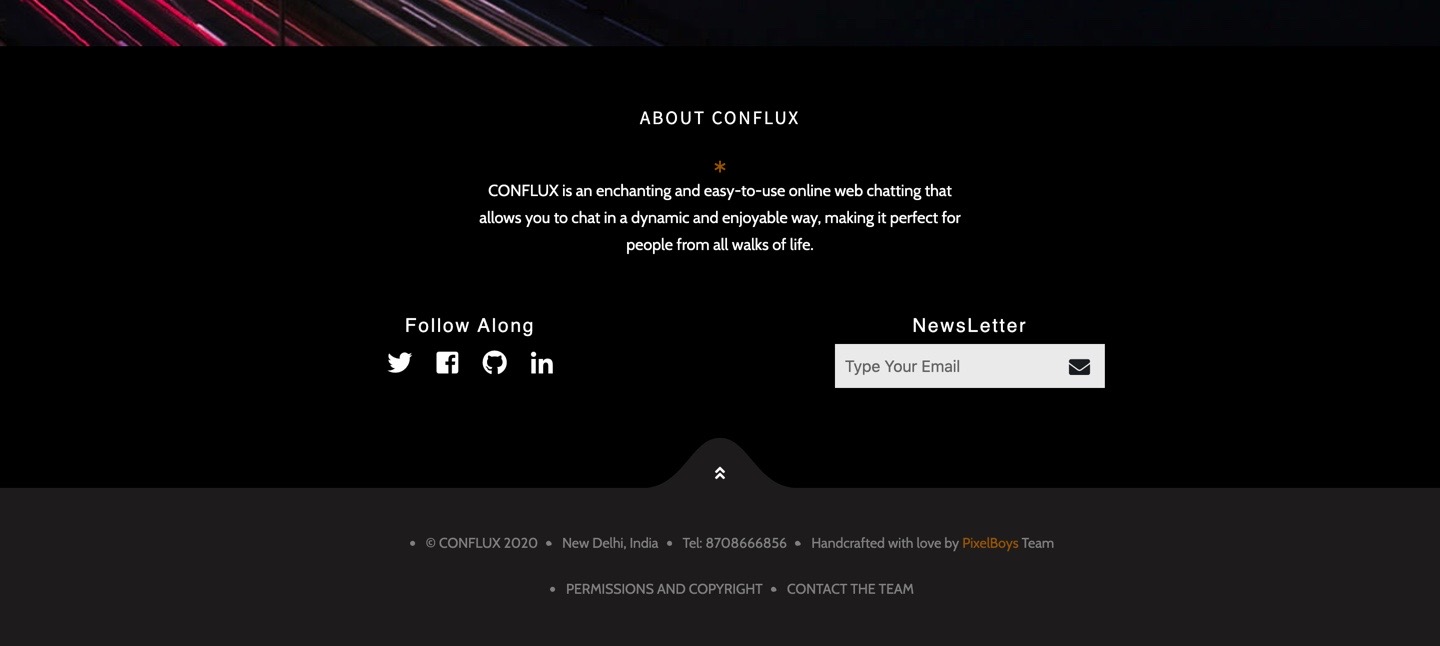 ABOUT CONFLUX
*
CONFLUX is an enchanting and easy-to-use online web chatting that
allows you to chat in a dynamic and enjoyable way, making it perfect for
people from all walks of life.
Follow Along
NewsLetter
Type Your Email
• © CONFLUX 2020 • New Delhi, India • Tel: 8708666856 • Handcrafted with love by PixelBoys Team
• PERMISSIONS AND COPYRIGHT • CONTACT THE TEAM